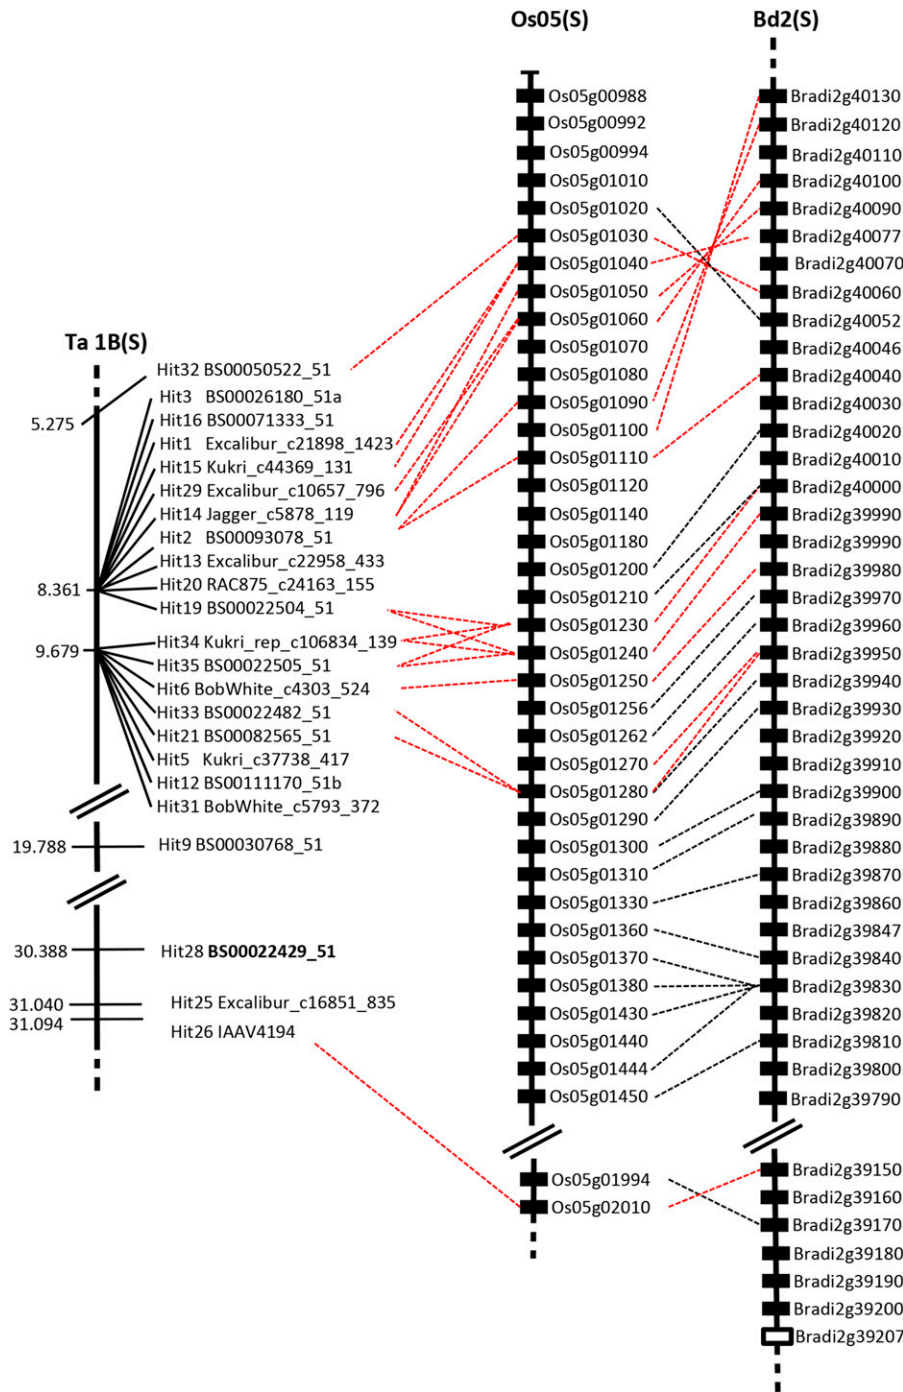 Os05(S)
Bd2(S)
Ta 1B(S)
5.275
8.361
9.679
19.788
30.388
31.040
31.094
Hit32 BS00050522_51
Hit3 BS00026180_51a
Hit16 BS00071333_51
Hit1 Excalibur_c21898_1423
Hit15 Kukri_c44369_131
Hit29 Excalibur_c10657_796
Hit14 Jagger_c5878_119
Hit2 BS00093078_51
Hit13 Excalibur_c22958_433
Hit20 RAC875_c24163_155
Hit19 BS00022504_51
Hit34 Kukri_rep_c106834_139
Hit35 BS00022505_51
Hit6 BobWhite_c4303_524
Hit33 BS00022482_51
Hit21 BS00082565_51
Hit5 Kukri_c37738_417
Hit12 BS00111170_51b
Hit31 BobWhite_c5793_372
Hit9 BS00030768_51
Hit28 BS00022429_51
Hit25 Excalibur_c16851_835
Hit26 IAAV4194
Os05g00988
Os05g00992
Os05g00994
Os05g01010
Os05g01020
Os05g01030
Os05g01040
Os05g01050
Os05g01060
Os05g01070
Os05g01080
Os05g01090
Os05g01100
Os05g01110
Os05g01120
Os05g01140
Os05g01180
Os05g01200
Os05g01210
Os05g01230
Os05g01240
Os05g01250
Os05g01256
Os05g01262
Os05g01270
Os05g01280
Os05g01290
Os05g01300
Os05g01310
Os05g01330
Os05g01360
Os05g01370
Os05g01380
Os05g01430
Os05g01440
Os05g01444
Os05g01450
Os05g01994
Os05g02010
Bradi2g40130
Bradi2g40120
Bradi2g40110
Bradi2g40100
Bradi2g40090
Bradi2g40077
Bradi2g40070
Bradi2g40060
Bradi2g40052
Bradi2g40046
Bradi2g40040
Bradi2g40030
Bradi2g40020
Bradi2g40010
Bradi2g40000
Bradi2g39990
Bradi2g39990
Bradi2g39980
Bradi2g39970
Bradi2g39960
Bradi2g39950
Bradi2g39940
Bradi2g39930
Bradi2g39920
Bradi2g39910
Bradi2g39900
Bradi2g39890
Bradi2g39880
Bradi2g39870
Bradi2g39860
Bradi2g39847
Bradi2g39840
Bradi2g39830
Bradi2g39820
Bradi2g39810
Bradi2g39800
Bradi2g39790
Bradi2g39150
Bradi2g39160
Bradi2g39170
Bradi2g39180
Bradi2g39190
Bradi2g39200
Bradi2g39207